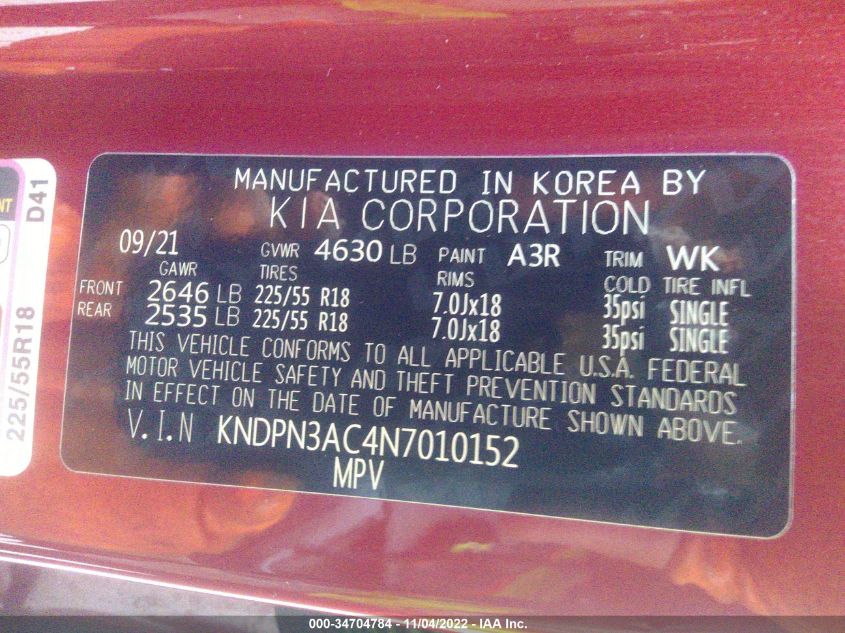 MANUFACTURED IN KOREA BY
KIA CORPORATION
09/21 GVWR 4630 LB PAINT A3R TRIM WK
GAWR TIRES RIMS COLD TIRE INFL
FRONT 2646 LB 225/55 R18 7.0Jx18 35psi SINGLE
REAR 2535 LB 225/55 R18 7.0Jx18 35psi SINGLE
THIS VEHICLE CONFORMS TO ALL APPLICABLE U.S.A. FEDERAL
MOTOR VEHICLE SAFETY AND THEFT PREVENTION STANDARDS
IN EFFECT ON THE DATE OF MANUFACTURE SHOWN ABOVE.
V.I.N KNDPN3AC4N7010152
MPV
D41
225/55R18
000-34704784 - 11/04/2022 - IAA Inc.